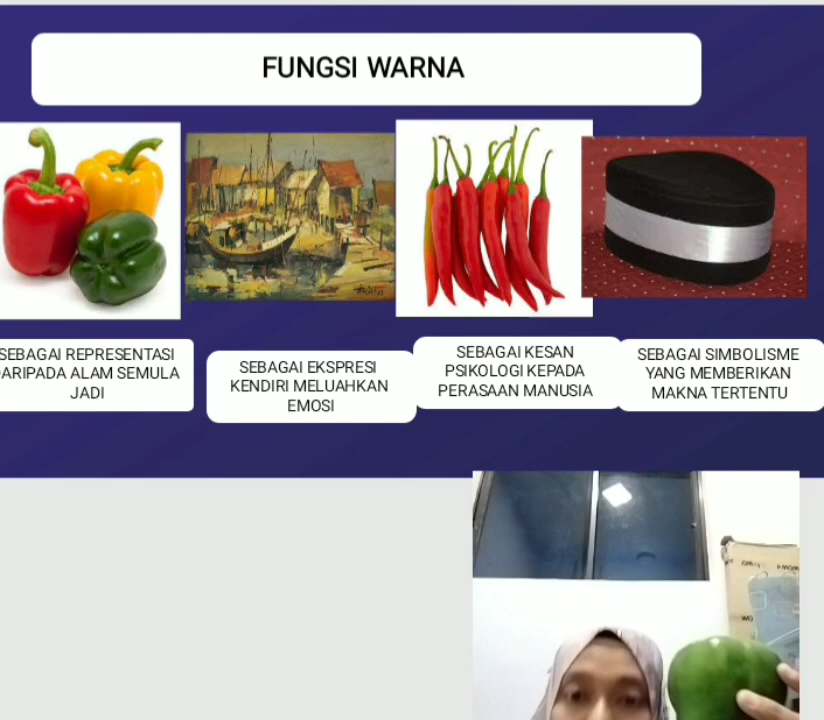 FUNGSI WARNA
SEBAGAI REPRESENTASI
ARIPADA ALAM SEMULA
JADI
SEBAGAI EKSPRESI
KENDIRI MELUAHKAN
EMOSI
SEBAGAI KESAN
PSIKOLOGI KEPADA
PERASAAN MANUSIA
SEBAGAI SIMBOLISME
YANG MEMBERIKAN
MAKNA TERTENTU